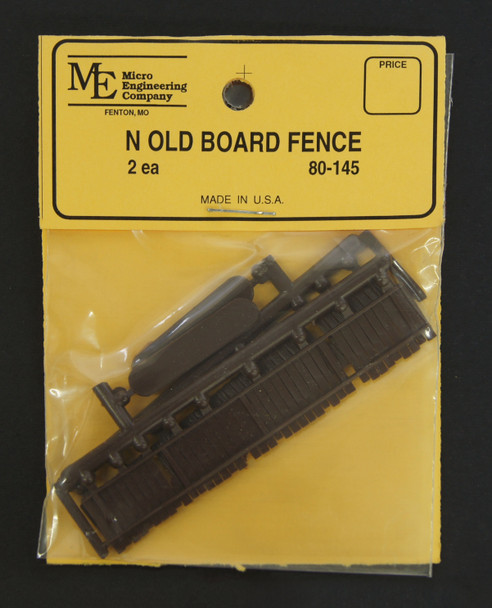 ME Micro
Engineering
Company
FENTON, MO
PRICE
N OLD BOARD FENCE
2 ea 80-145
MADE IN U.S.A.